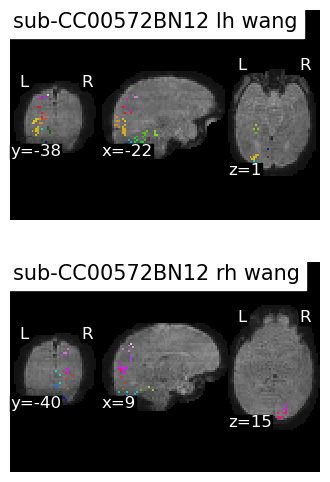 sub-CC00572BN12 lh wang
L R L R
y=-38 x=-22 z=1
sub-CC00572BN12 rh wang
L R L R
y=-40 x=9 z=15